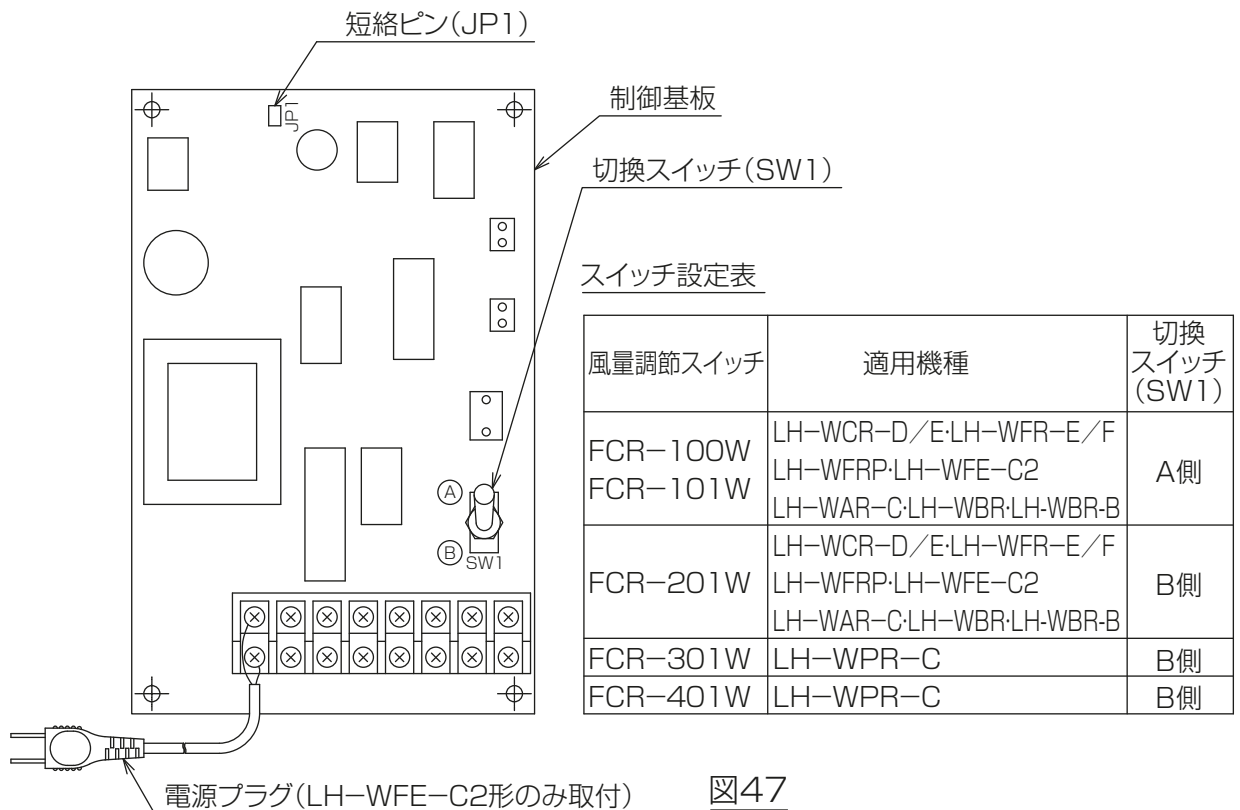 短絡ピン(JP1)
JP1
制御基板
切換スイッチ(SW1)
スイッチ設定表
風量調節スイッチ
適用機種
切換
スイッチ
(SW1)
FCR−100W
FCR−101W
LH−WCR−D／E･LH−WFR−E／F
LH−WFRP･LH−WFE−C2
LH−WAR−C･LH−WBR･LH-WBR-B
A側
FCR−201W
LH−WCR−D／E･LH−WFR−E／F
LH−WFRP･LH−WFE−C2
LH−WAR−C･LH−WBR･LH-WBR-B
B側
FCR−301W
LH−WPR−C
B側
FCR−401W
LH−WPR−C
B側
A
B
SW1
電源プラグ(LH−WFE−C2形のみ取付)
図47